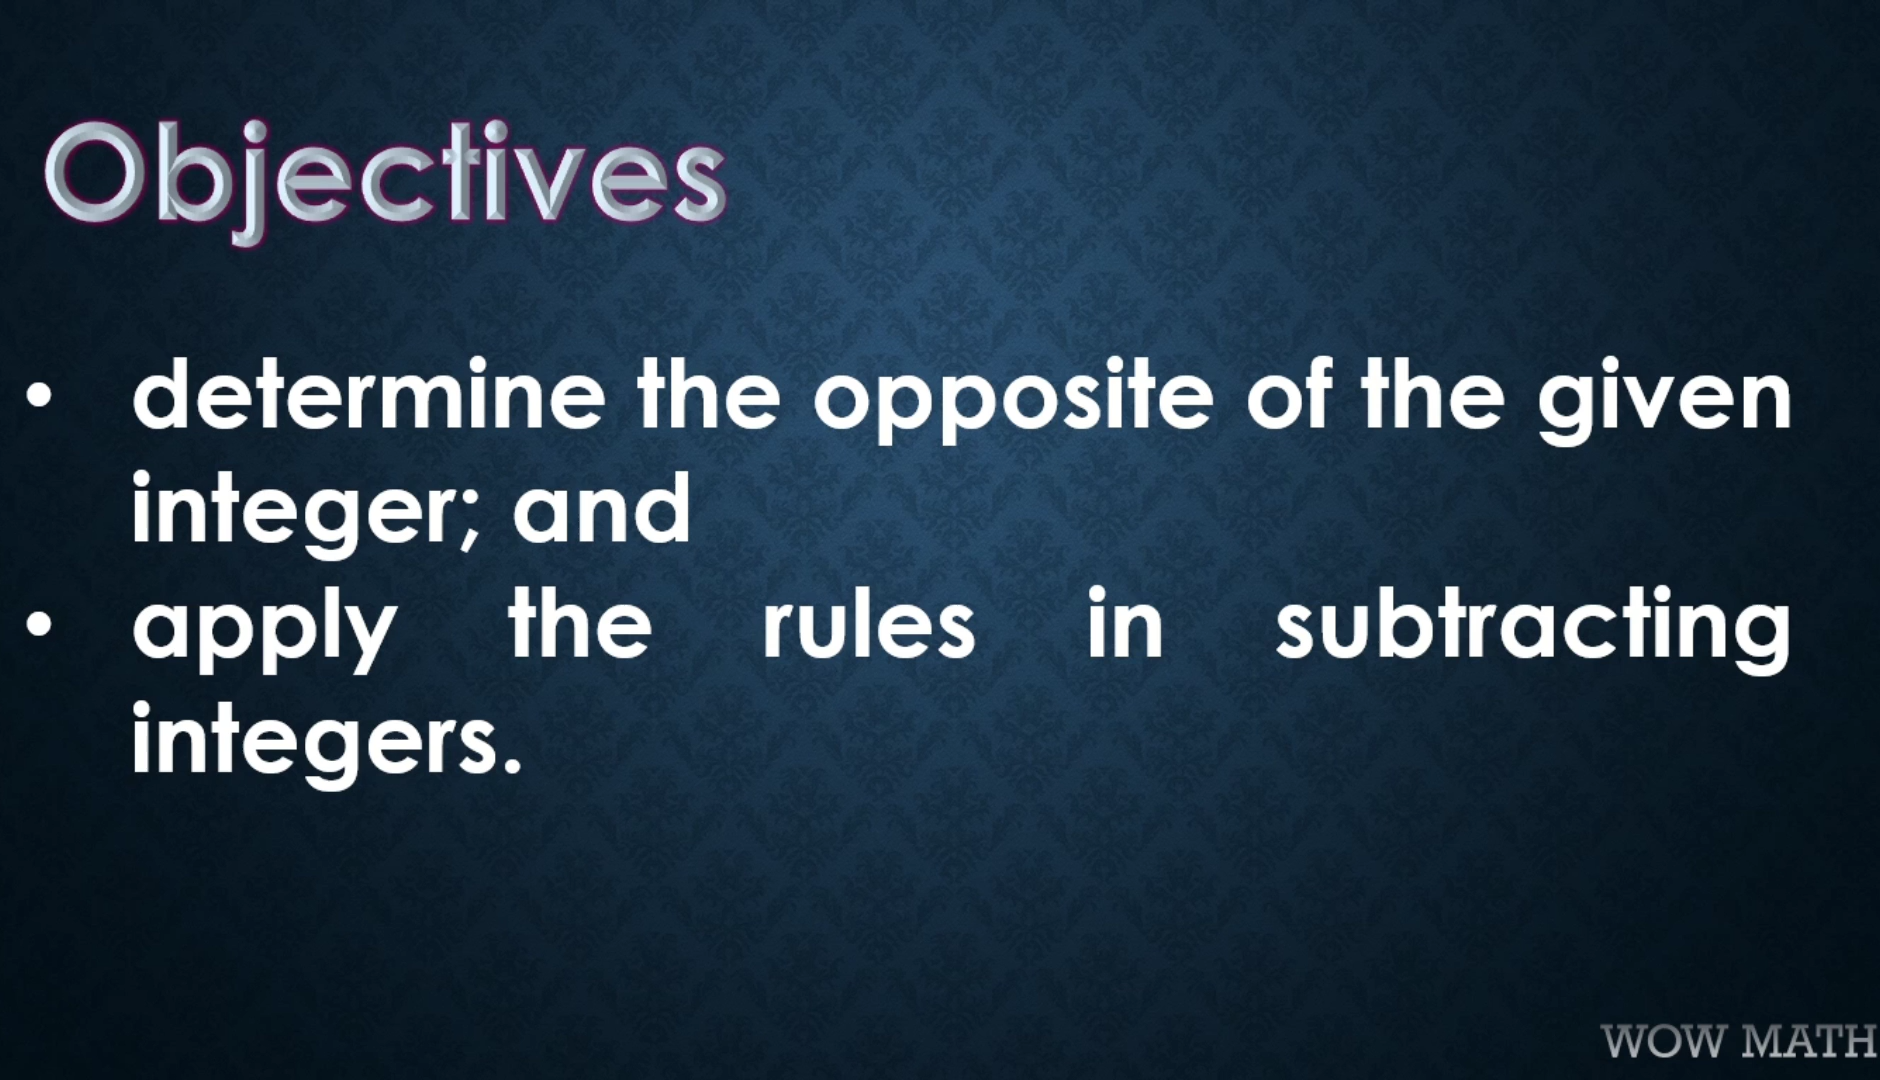 Objectives
• determine the opposite of the given
integer; and
• apply the rules in subtracting
integers.
WOW MATH